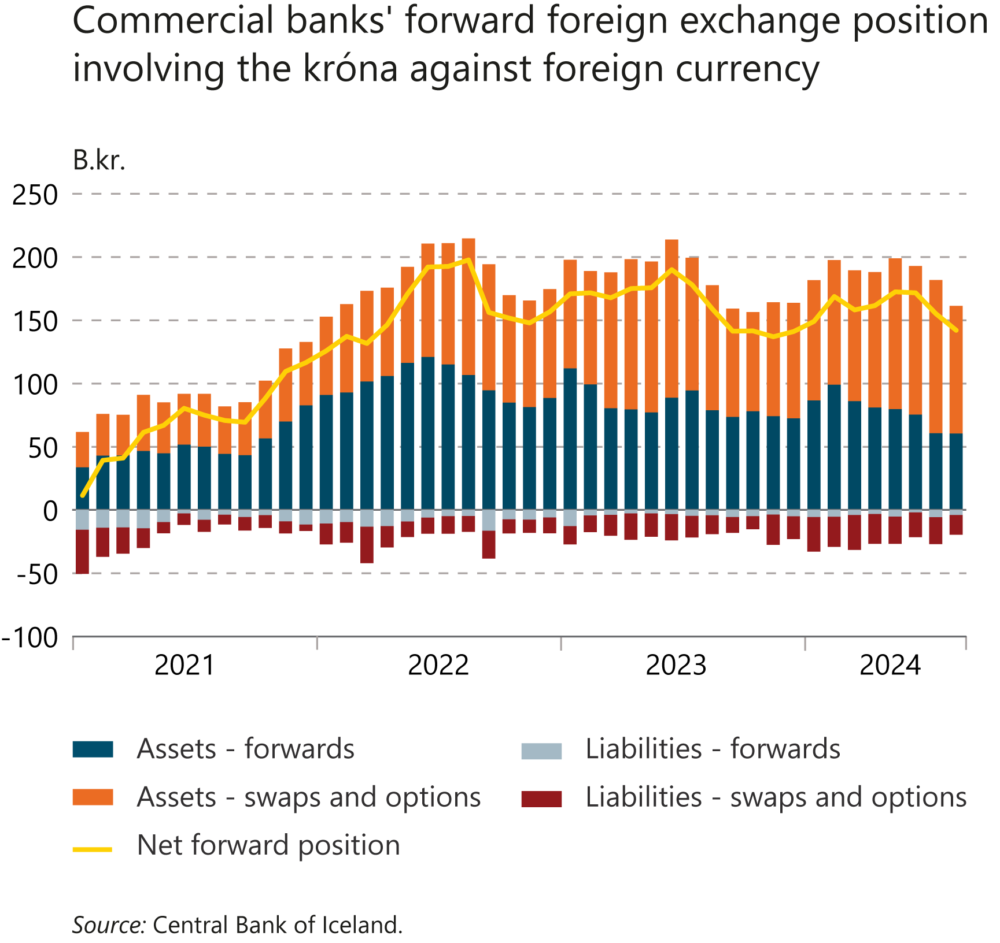 Commercial banks' forward foreign exchange position
involving the króna against foreign currency
B.kr.
250
200
150
100
50
0
-50
-100
2021 2022 2023 2024
Assets - forwards Liabilities - forwards
Assets - swaps and options Liabilities - swaps and options
Net forward position
Source: Central Bank of Iceland.